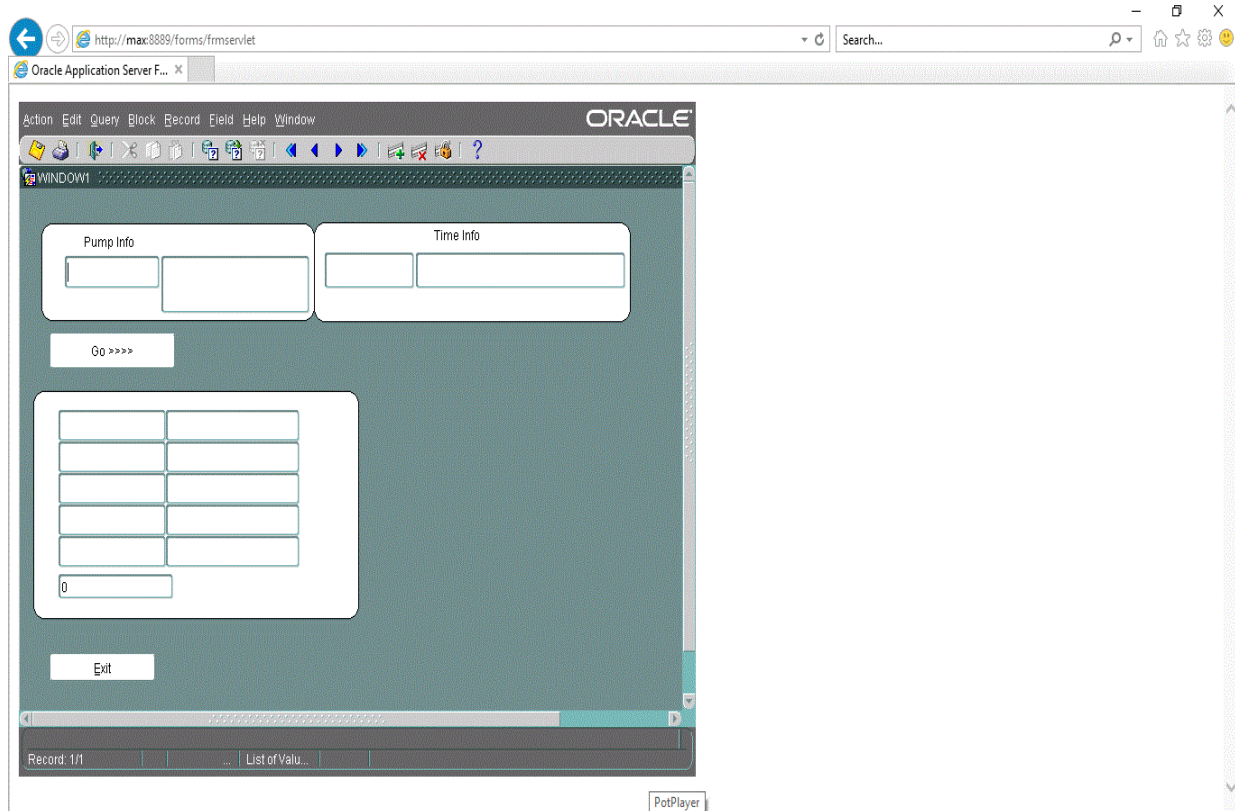 http://max:8889/forms/frmservlet
Search...
Oracle Application Server F...
Action Edit Query Block Record Field Help Window
ORACLE
WINDOW1
Pump Info
Time Info
Go >>>>
0
Exit
Record: 1/1
... List of Valu...
PotPlayer